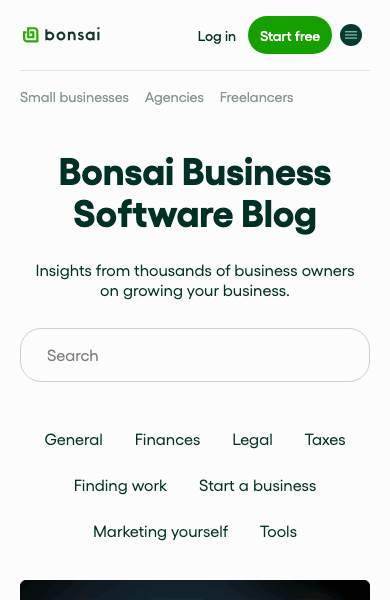 bonsai
Log in
Start free
Small businesses
Agencies
Freelancers
Bonsai Business
Software Blog
Insights from thousands of business owners
on growing your business.
Search
General
Finances
Legal
Taxes
Finding work
Start a business
Marketing yourself
Tools